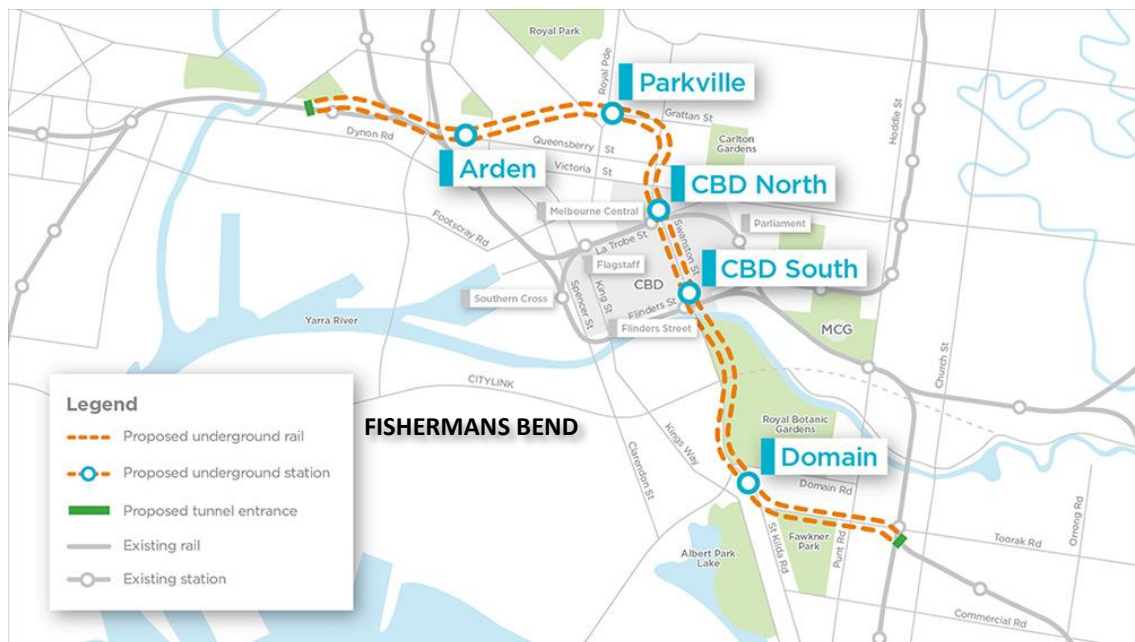 Royal Park
Royal Pde
Parkville
Grattan St
Hoddle St
Carlton
Gardens
Dynon Rd
Queensberry
St
Arden
Victoria
St
CBD North
Footscray Rd
Melbourne Central
La Trobe St
Swanston St
Parliament
Flagstaff
CBD
CBD South
Southern Cross
Spencer St
King St
Flinders St
Flinders Street
Yarra River
MCG
Church St
CITYLINK
FISHERMANS BEND
Royal Botanic
Gardens
Clarendon St
Kings Way
Domain
Domain Rd
St Kilda Rd
Fawkner
Park
Punt Rd
Toorak Rd
Orrong Rd
Albert Park
Lake
Commercial Rd
Legend
Proposed underground rail
Proposed underground station
Proposed tunnel entrance
Existing rail
Existing station